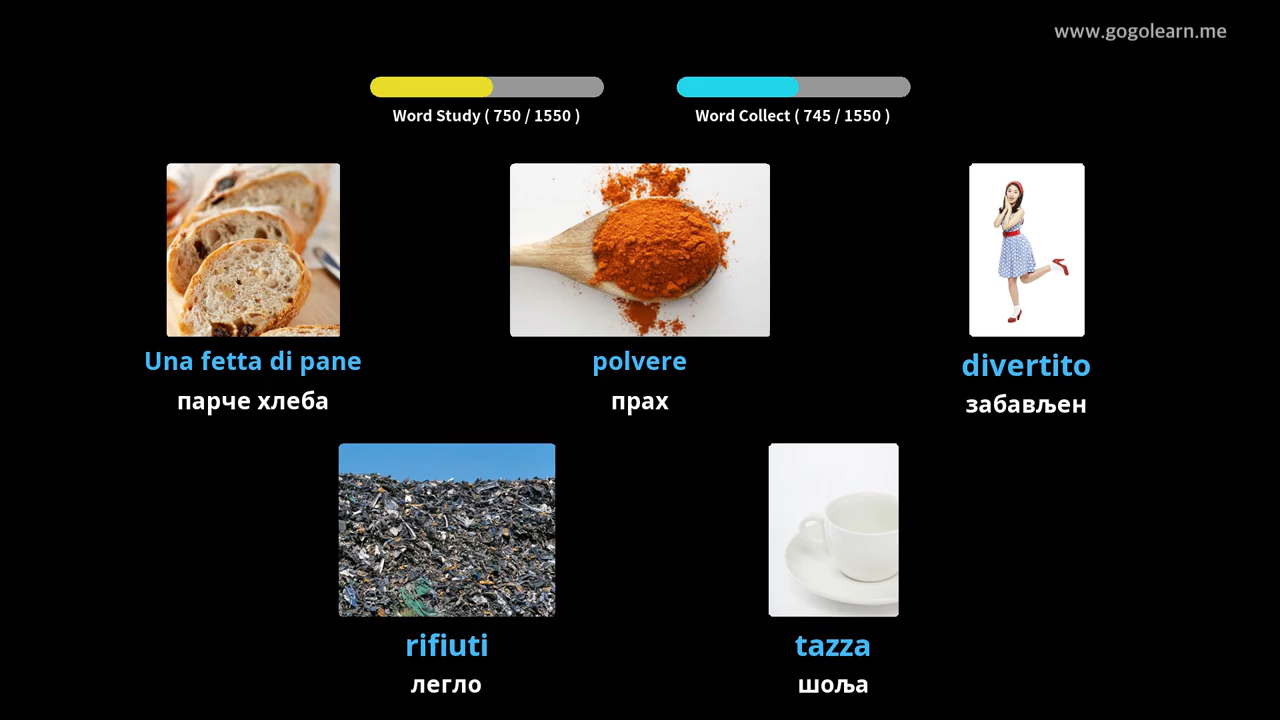 www.gogolearn.me
Word Study ( 750 / 1550 )
Word Collect ( 745 / 1550 )
Una fetta di pane
парче хлеба
polvere
прах
divertito
забављен
rifiuti
легло
tazza
шоља